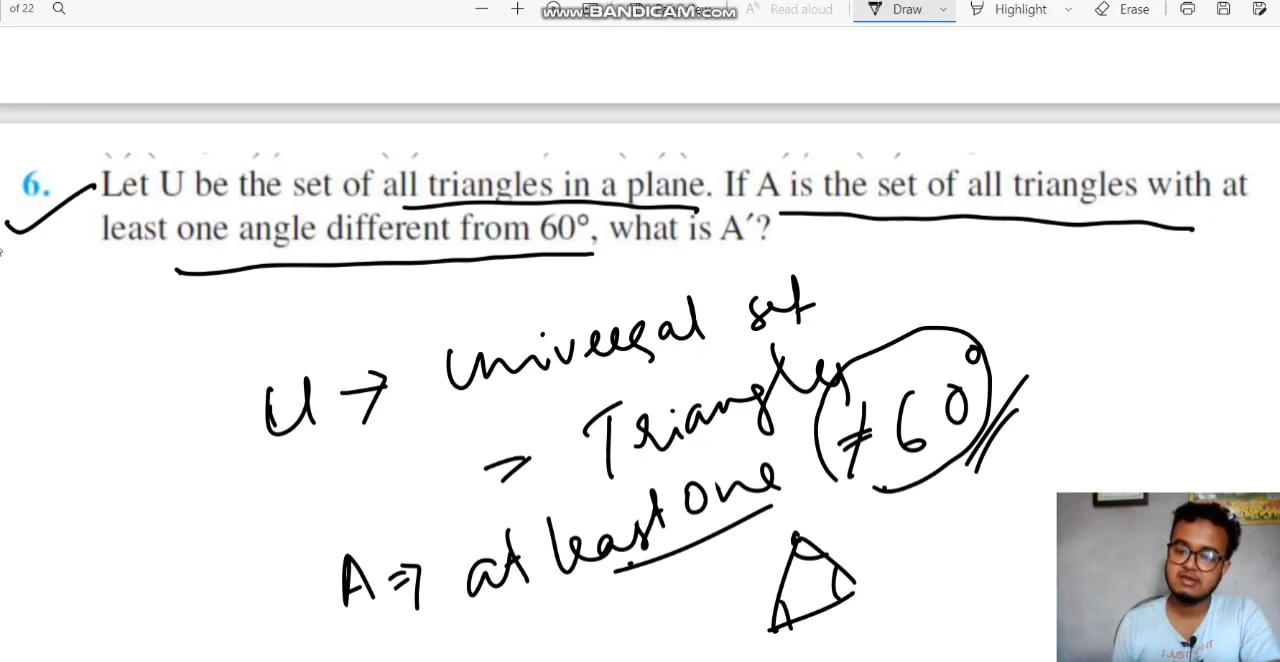 of 22
www.BANDICAM.com
Read aloud
Draw
Highlight
Erase
6. Let U be the set of all triangles in a plane. If A is the set of all triangles with at
least one angle different from 60°, what is A′?
U → universal set
= Triangles
A ⇒ at least one (≠ 60°
I JUST WANT